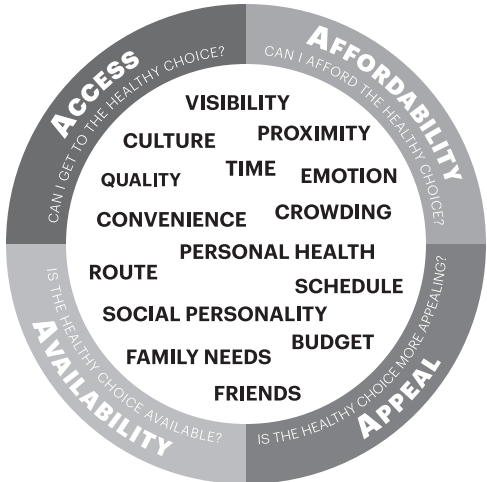 ACCESS
CAN I GET TO THE HEALTHY CHOICE?
AFFORDABILITY
CAN I AFFORD THE HEALTHY CHOICE?
VISIBILITY
CULTURE PROXIMITY
QUALITY TIME EMOTION
CONVENIENCE CROWDING
PERSONAL HEALTH
ROUTE SCHEDULE
SOCIAL PERSONALITY
FAMILY NEEDS BUDGET
FRIENDS
IS THE HEALTHY CHOICE AVAILABLE?
AVAILABILITY
IS THE HEALTHY CHOICE MORE APPEALING?
APPEAL